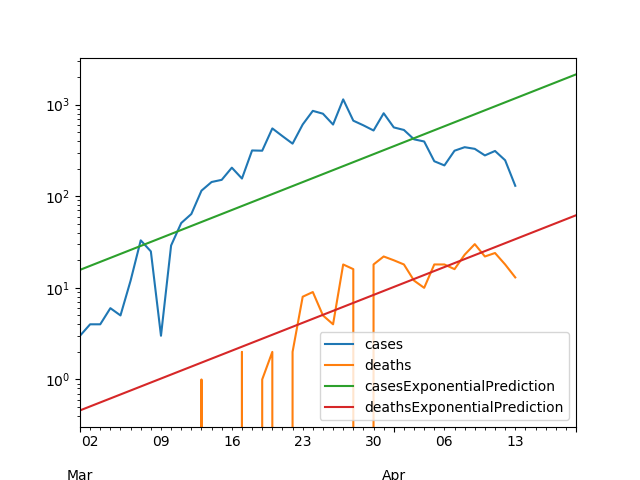 10³
10²
10¹
10⁰
cases
deaths
casesExponentialPrediction
deathsExponentialPrediction
02 09 16 23 30 06 13
Mar Apr